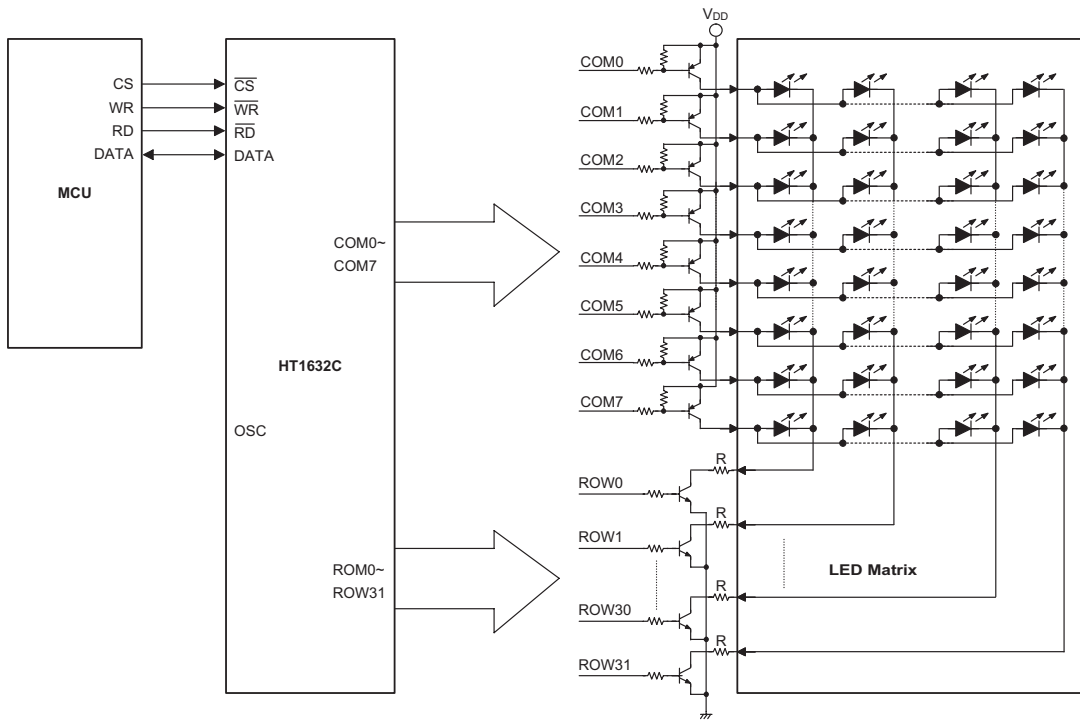 MCU
CS
WR
RD
DATA
HT1632C
CS
WR
RD
DATA
OSC
COM0~
COM7
ROM0~
ROW31
VDD
COM0
COM1
COM2
COM3
COM4
COM5
COM6
COM7
ROW0
R
ROW1
R
ROW30
R
ROW31
R
LED Matrix